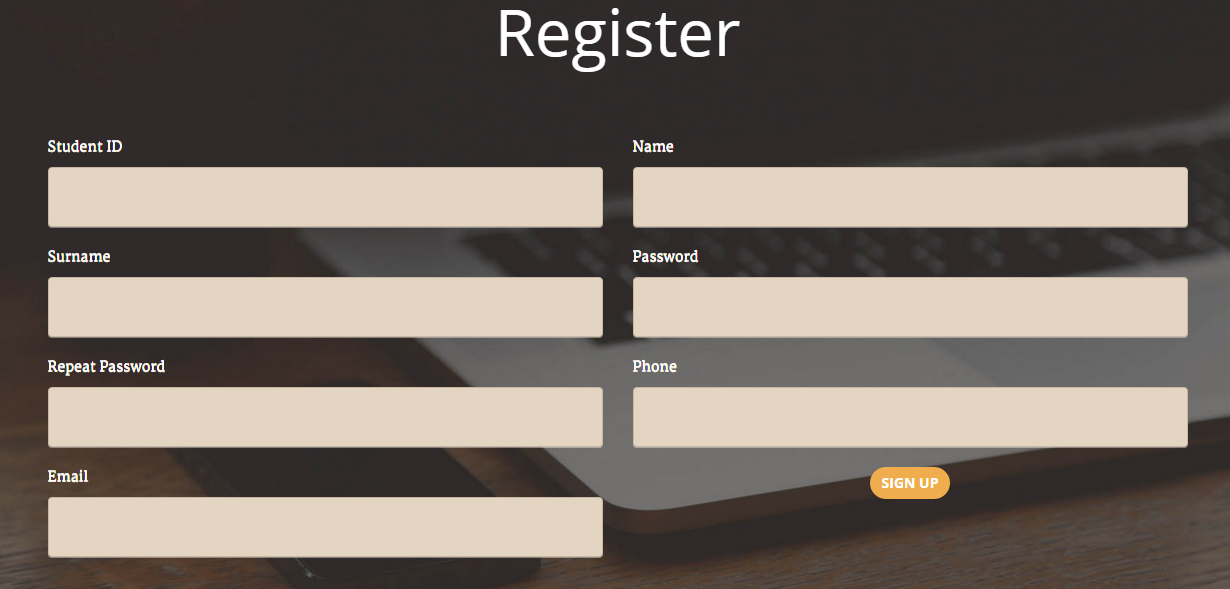 Register
Student ID
Name
Surname
Password
Repeat Password
Phone
Email
SIGN UP